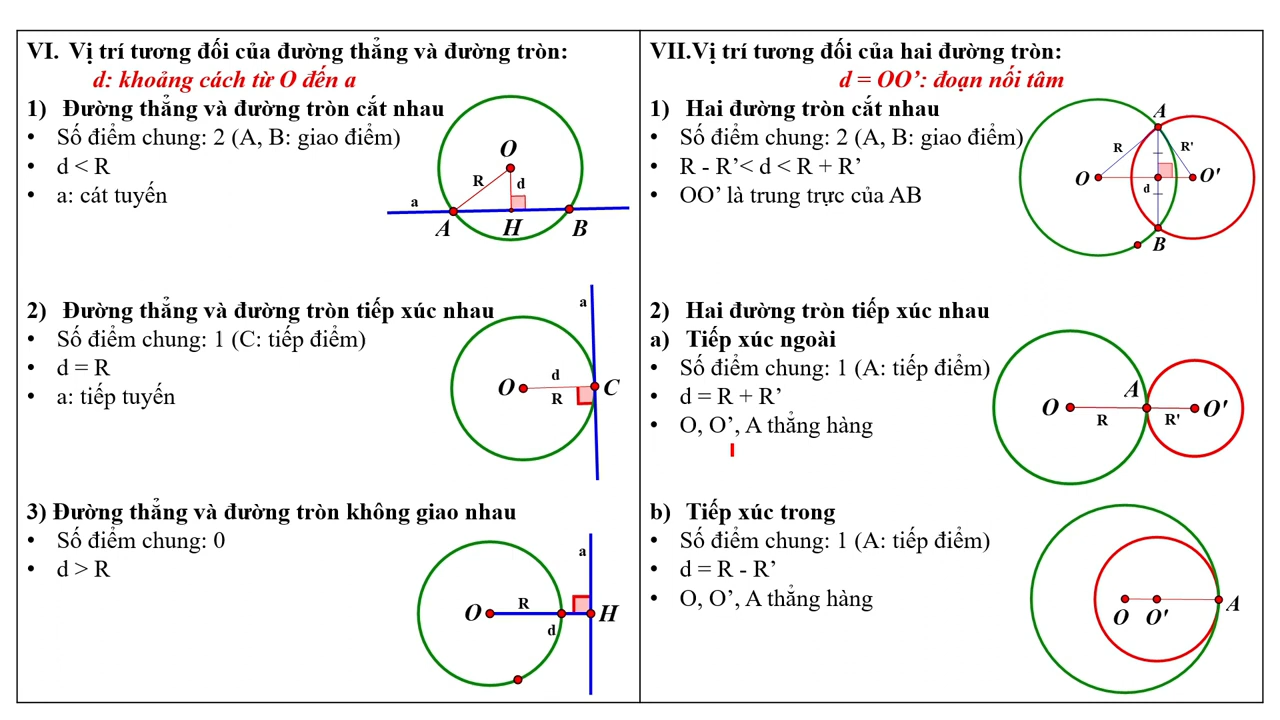 VI. Vị trí tương đối của đường thẳng và đường tròn:
d: khoảng cách từ O đến a
1) Đường thẳng và đường tròn cắt nhau
• Số điểm chung: 2 (A, B: giao điểm)
• d < R
• a: cát tuyến
O
R
d
a
A
H
B
2) Đường thẳng và đường tròn tiếp xúc nhau
• Số điểm chung: 1 (C: tiếp điểm)
• d = R
• a: tiếp tuyến
a
d
O
C
R
3) Đường thẳng và đường tròn không giao nhau
• Số điểm chung: 0
• d > R
a
R
O
H
d
VII.Vị trí tương đối của hai đường tròn:
d = OO’: đoạn nối tâm
1) Hai đường tròn cắt nhau
• Số điểm chung: 2 (A, B: giao điểm)
• R - R’< d < R + R’
• OO’ là trung trực của AB
A
R
R'
O
O'
d
B
2) Hai đường tròn tiếp xúc nhau
a) Tiếp xúc ngoài
• Số điểm chung: 1 (A: tiếp điểm)
• d = R + R’
• O, O’, A thẳng hàng
A
O
O'
R
R'
b) Tiếp xúc trong
• Số điểm chung: 1 (A: tiếp điểm)
• d = R - R’
• O, O’, A thẳng hàng
O
O'
A